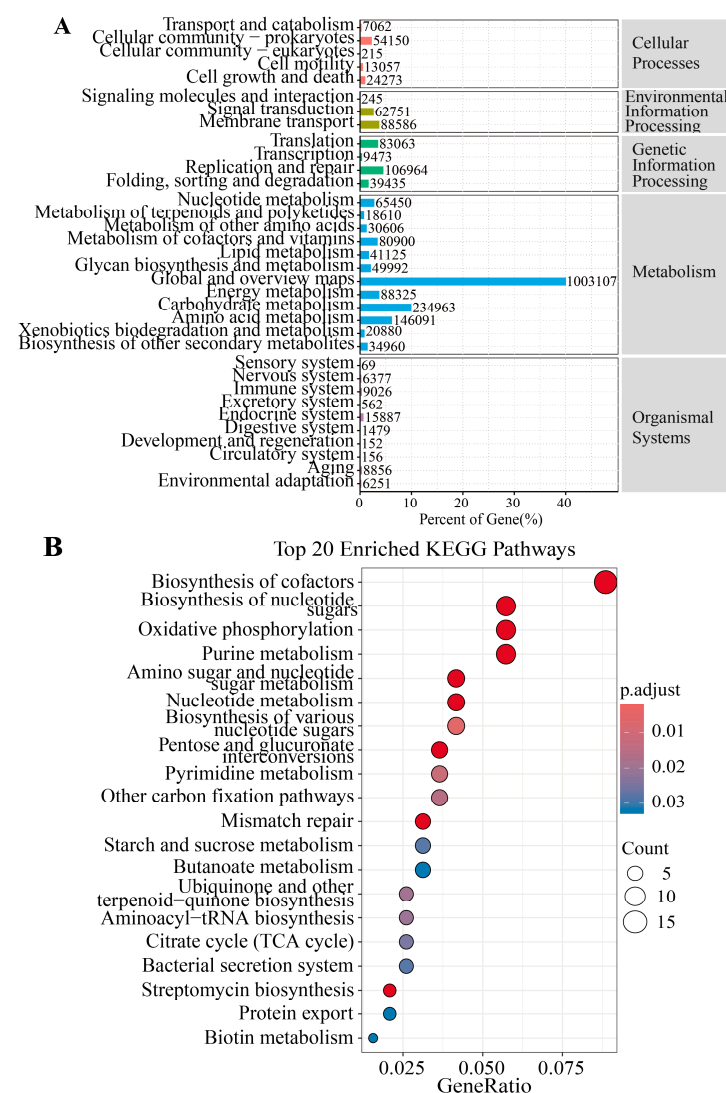 A
Transport and catabolism 7062
Cellular community − prokaryotes 54150
Cellular community − eukaryotes 215
Cell motility 13057
Cell growth and death 24273
Cellular
Processes
Signaling molecules and interaction 245
Signal transduction 62751
Membrane transport 88586
Environmental
Information
Processing
Translation 83063
Transcription 9473
Replication and repair 106964
Folding, sorting and degradation 39435
Genetic
Information
Processing
Nucleotide metabolism 65450
Metabolism of terpenoids and polyketides 18610
Metabolism of other amino acids 30606
Metabolism of cofactors and vitamins 80900
Lipid metabolism 41125
Glycan biosynthesis and metabolism 49992
Global and overview maps 1003107
Energy metabolism 88325
Carbohydrate metabolism 234963
Amino acid metabolism 146091
Xenobiotics biodegradation and metabolism 20880
Biosynthesis of other secondary metabolites 34960
Metabolism
Sensory system 69
Nervous system 6377
Immune system 9026
Excretory system 562
Endocrine system 15887
Digestive system 1479
Development and regeneration 152
Circulatory system 156
Aging 8856
Environmental adaptation 6251
Organismal
Systems
0 10 20 30 40
Percent of Gene(%)
B
Top 20 Enriched KEGG Pathways
Biosynthesis of cofactors
Biosynthesis of nucleotide
sugars
Oxidative phosphorylation
Purine metabolism
Amino sugar and nucleotide
sugar metabolism
Nucleotide metabolism
Biosynthesis of various
nucleotide sugars
Pentose and glucuronate
interconversions
Pyrimidine metabolism
Other carbon fixation pathways
Mismatch repair
Starch and sucrose metabolism
Butanoate metabolism
Ubiquinone and other
terpenoid−quinone biosynthesis
Aminoacyl−tRNA biosynthesis
Citrate cycle (TCA cycle)
Bacterial secretion system
Streptomycin biosynthesis
Protein export
Biotin metabolism
0.025 0.050 0.075
GeneRatio
p.adjust
0.01
0.02
0.03
Count
5
10
15